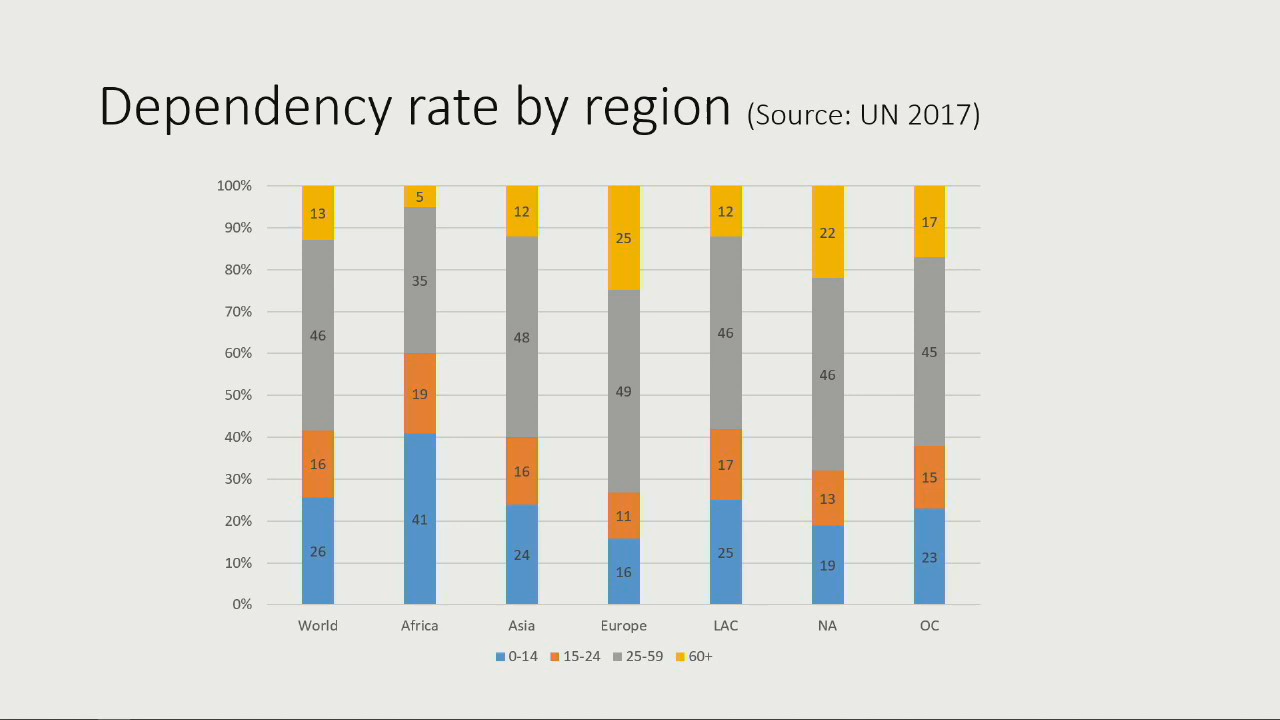 Dependency rate by region (Source: UN 2017)
100%
90%
80%
70%
60%
50%
40%
30%
20%
10%
0%
13 5 12 25 12 22 17
46 35 48 49 46 46 45
16 19 16 11 17 13 15
26 41 24 16 25 19 23
World Africa Asia Europe LAC NA OC
0-14 15-24 25-59 60+